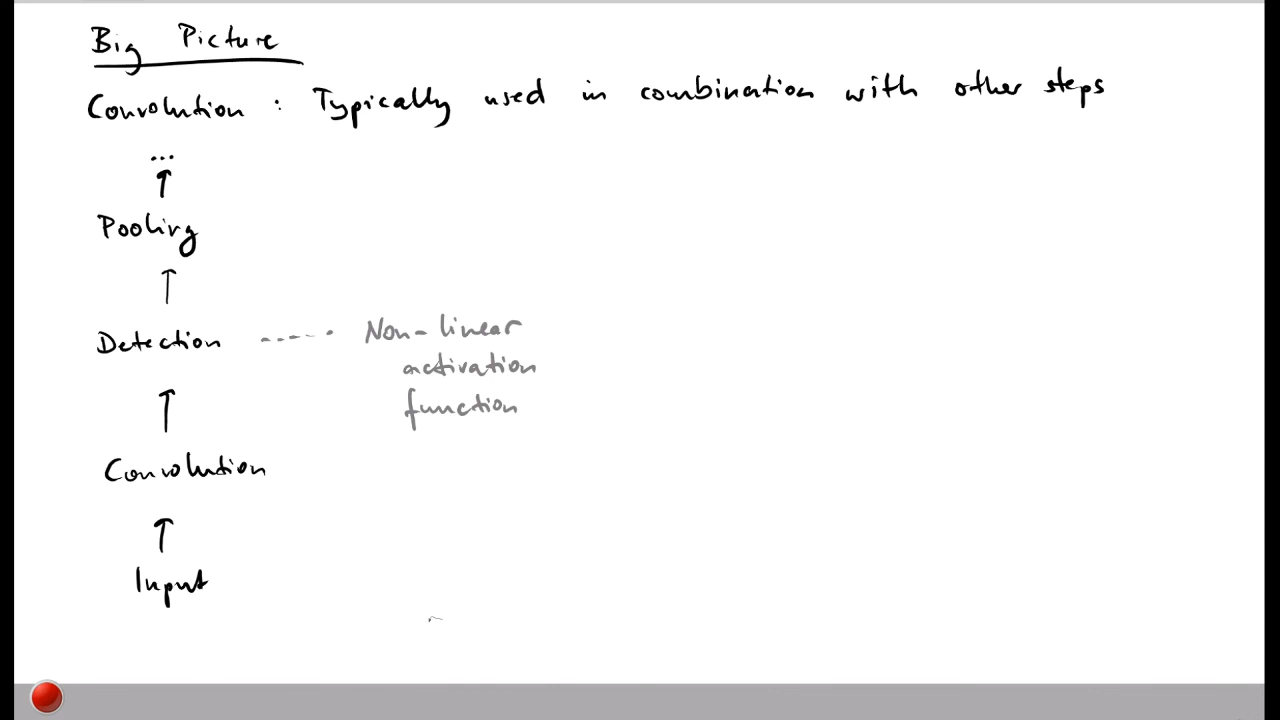 Big Picture
Convolution : Typically used in combination with other steps
...
↑
Pooling
↑
Detection ----· Non-linear
activation
function
↑
Convolution
↑
Input